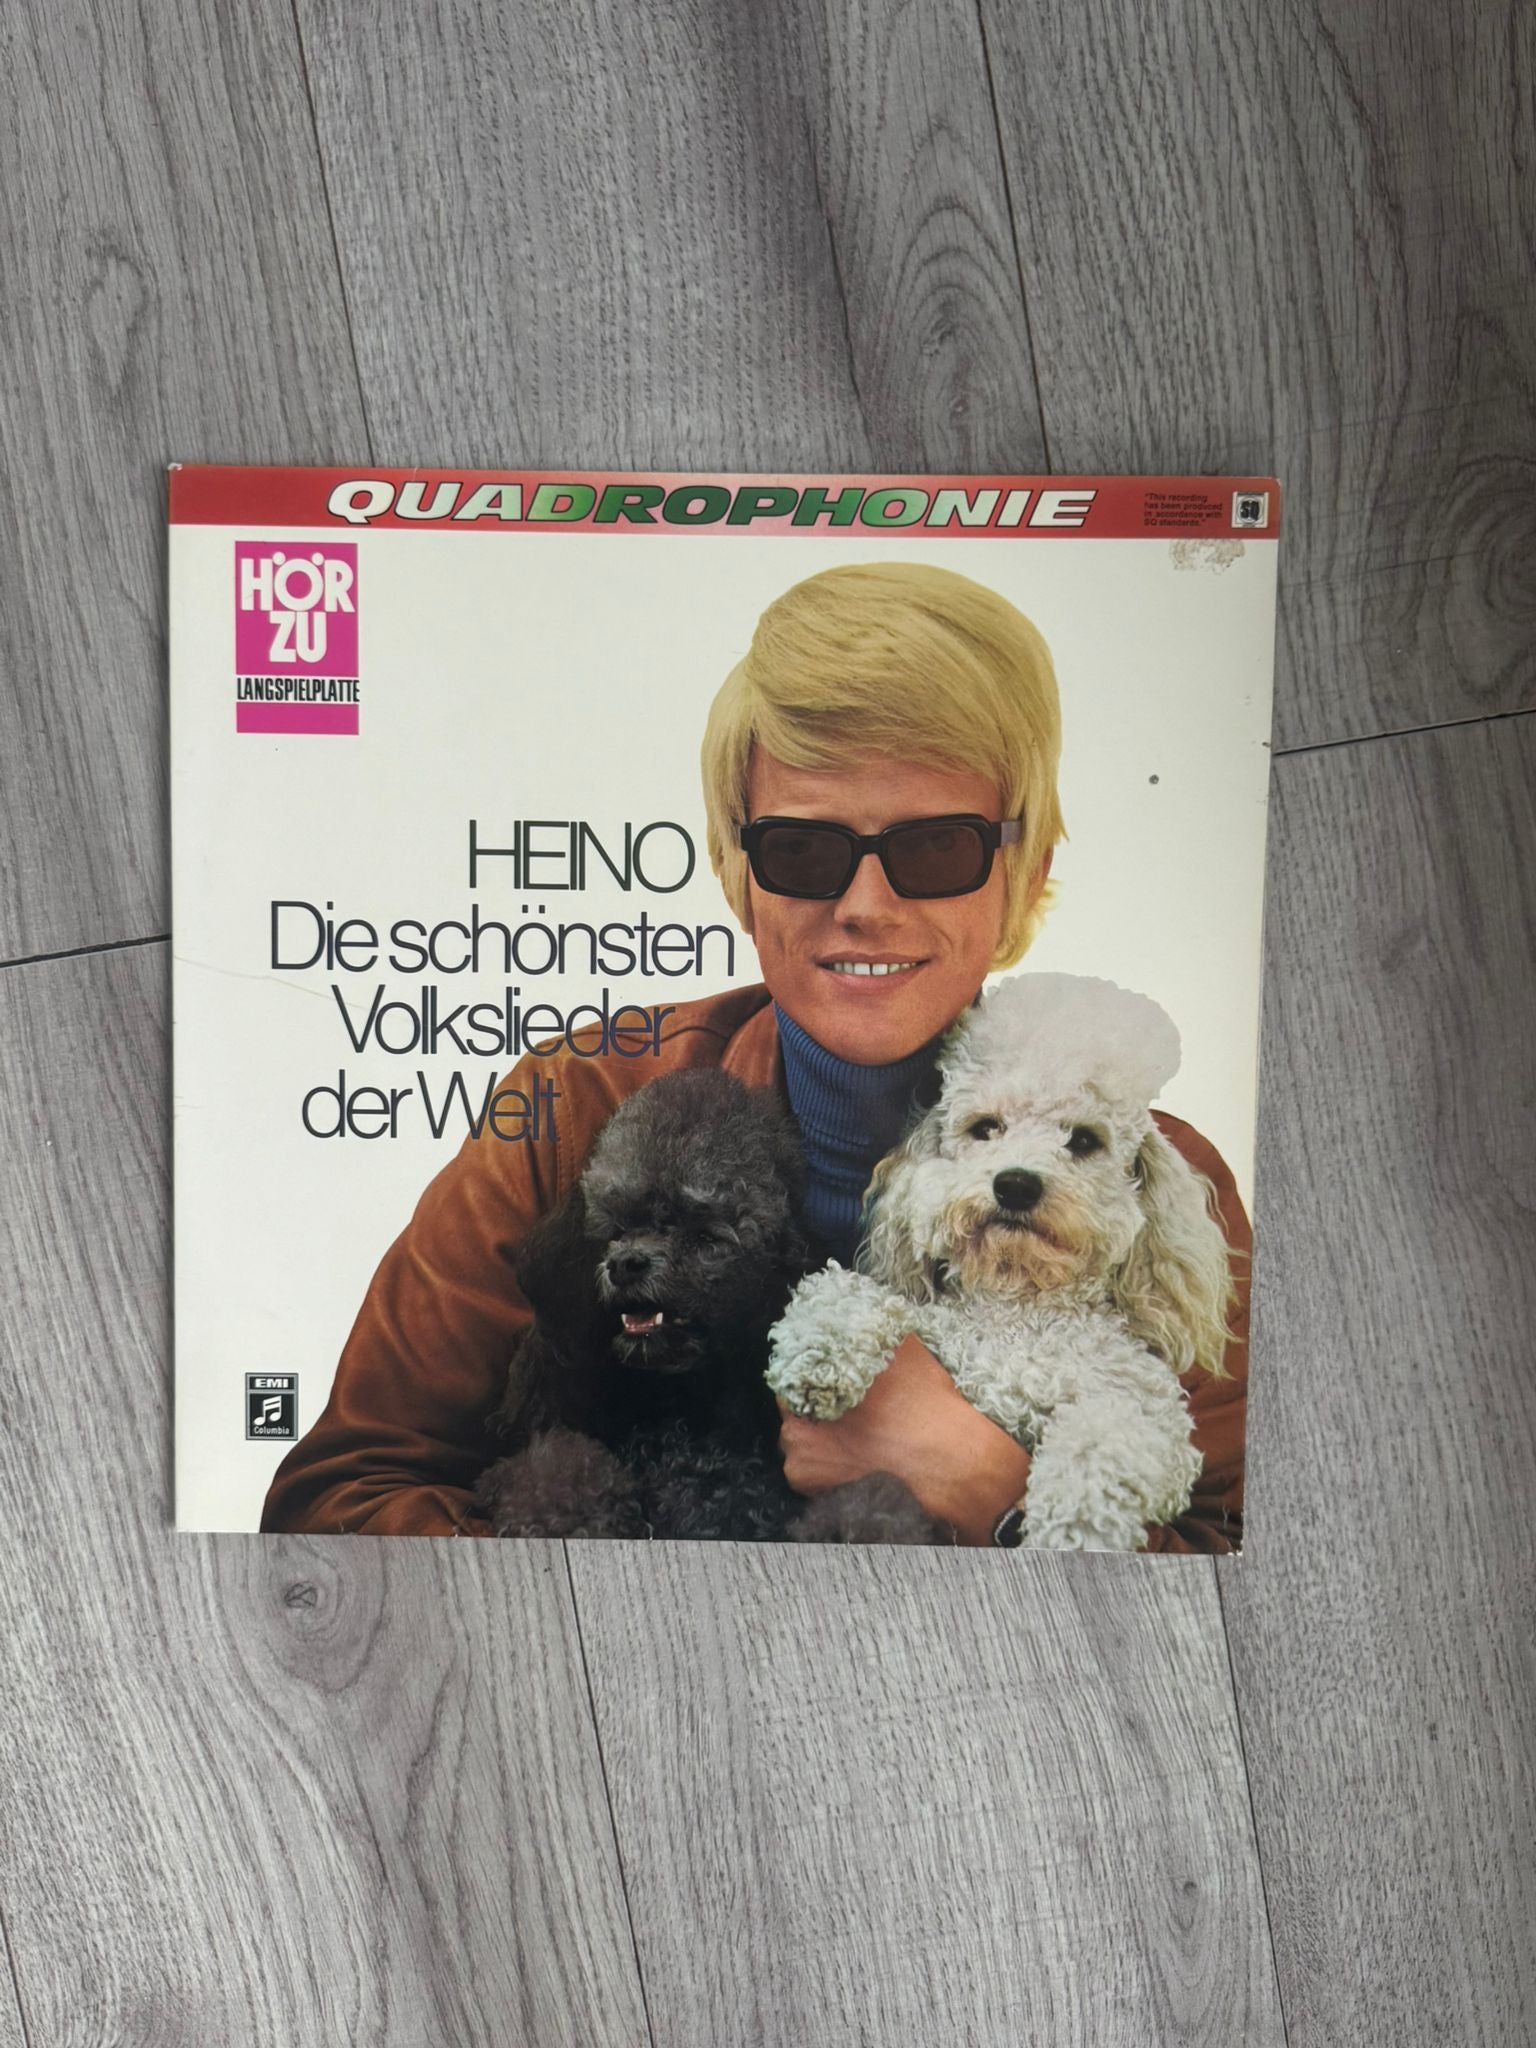 QUADROPHONIE
"This recording
has been produced
in accordance with
SQ standards."
SQ
HÖR
ZU
LANGSPIELPLATTE
HEINO
Die schönsten
Volkslieder
der Welt
EMI
Columbia